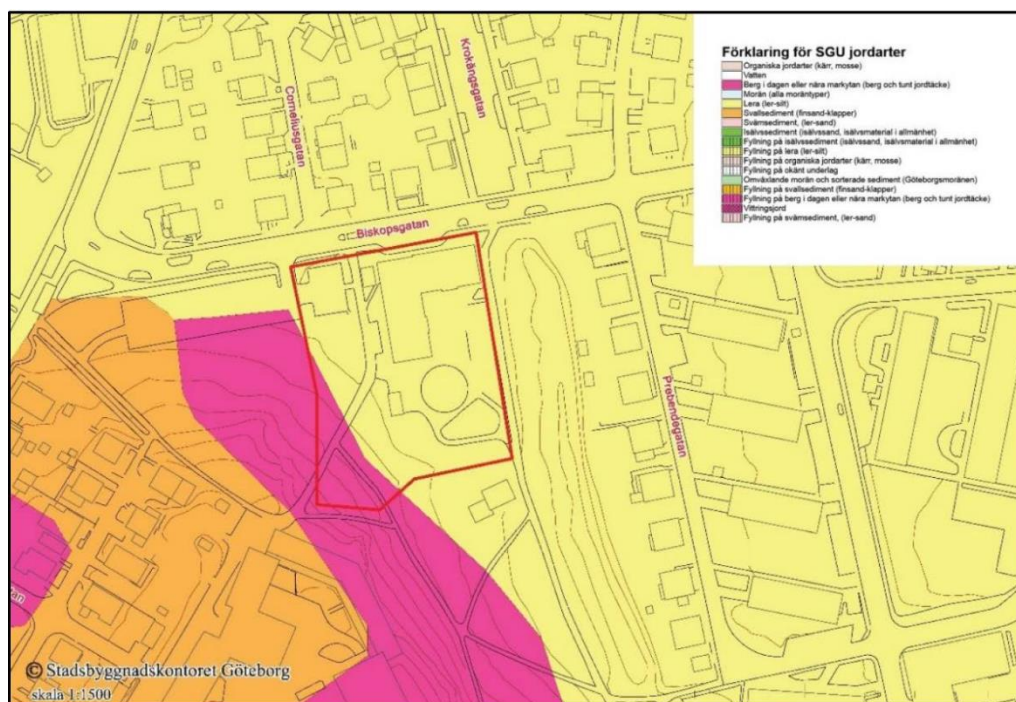 Förklaring för SGU jordarter
Organiska jordarter (kärr, mosse)
Vatten
Berg i dagen eller nära markytan (berg och tunt jordtäcke)
Morän (alla moräntyper)
Lera (ler-silt)
Svallsediment (finsand-klapper)
Svämsediment, (ler-sand)
Isälvssediment (isälvssand, isälvsmaterial i allmänhet)
Fyllning på isälvssediment (isälvssand, isälvsmaterial i allmänhet)
Fyllning på lera (ler-silt)
Fyllning på organiska jordarter (kärr, mosse)
Fyllning på okänt underlag
Omväxlande morän och sorterade sediment (Göteborgsmoränen)
Fyllning på svallsediment (finsand-klapper)
Fyllning på berg i dagen eller nära markytan (berg och tunt jordtäcke)
Vittringsjord
Fyllning på svämsediment, (ler-sand)
Krokängsgatan
Corneliusgatan
Biskopsgatan
Prebendegatan
© Stadsbyggnadskontoret Göteborg
skala 1:1500